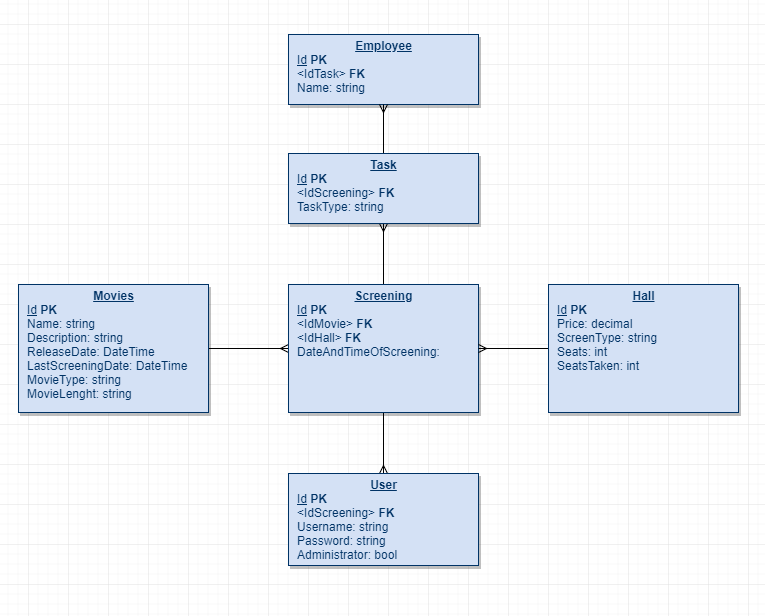 Employee
Id PK
<IdTask> FK
Name: string
Task
Id PK
<IdScreening> FK
TaskType: string
Movies
Id PK
Name: string
Description: string
ReleaseDate: DateTime
LastScreeningDate: DateTime
MovieType: string
MovieLenght: string
Screening
Id PK
<IdMovie> FK
<IdHall> FK
DateAndTimeOfScreening:
Hall
Id PK
Price: decimal
ScreenType: string
Seats: int
SeatsTaken: int
User
Id PK
<IdScreening> FK
Username: string
Password: string
Administrator: bool